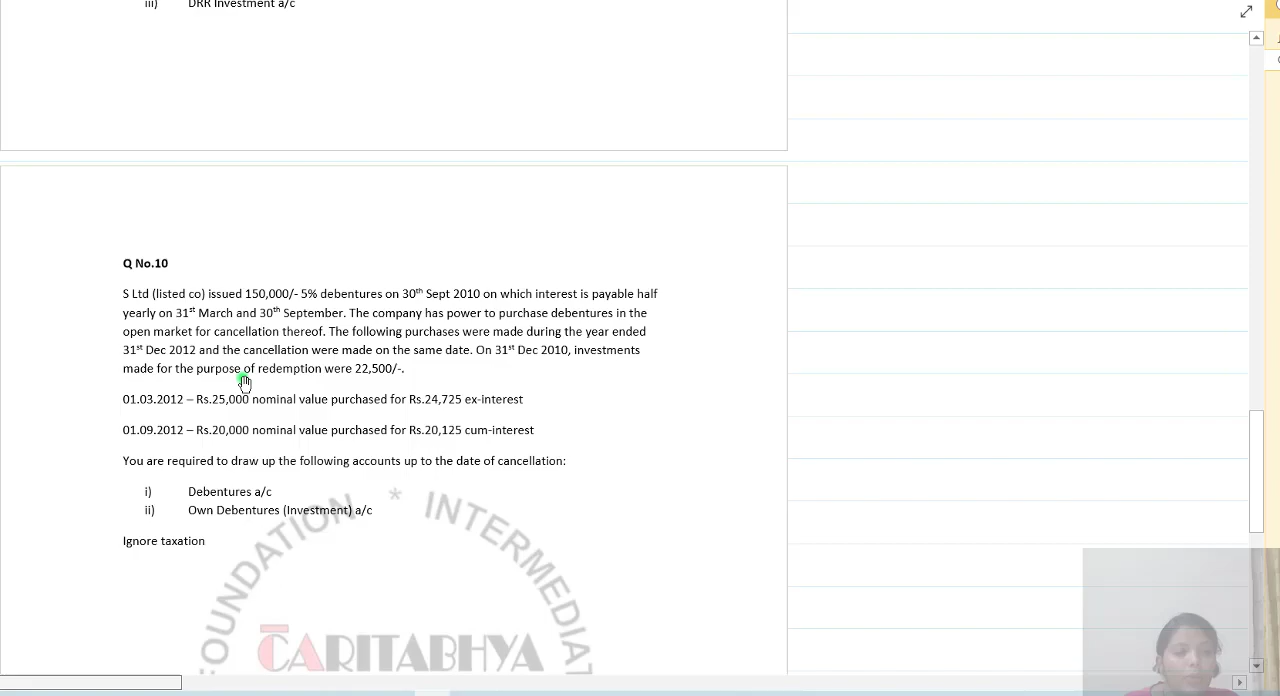 iii) DRR Investment a/c
Q No.10
S Ltd (listed co) issued 150,000/- 5% debentures on 30th Sept 2010 on which interest is payable half
yearly on 31st March and 30th September. The company has power to purchase debentures in the
open market for cancellation thereof. The following purchases were made during the year ended
31st Dec 2012 and the cancellation were made on the same date. On 31st Dec 2010, investments
made for the purpose of redemption were 22,500/-.
01.03.2012 – Rs.25,000 nominal value purchased for Rs.24,725 ex-interest
01.09.2012 – Rs.20,000 nominal value purchased for Rs.20,125 cum-interest
You are required to draw up the following accounts up to the date of cancellation:
i) Debentures a/c
ii) Own Debentures (Investment) a/c
Ignore taxation
OUNDATION * INTERMEDIAT
CARITABHYA